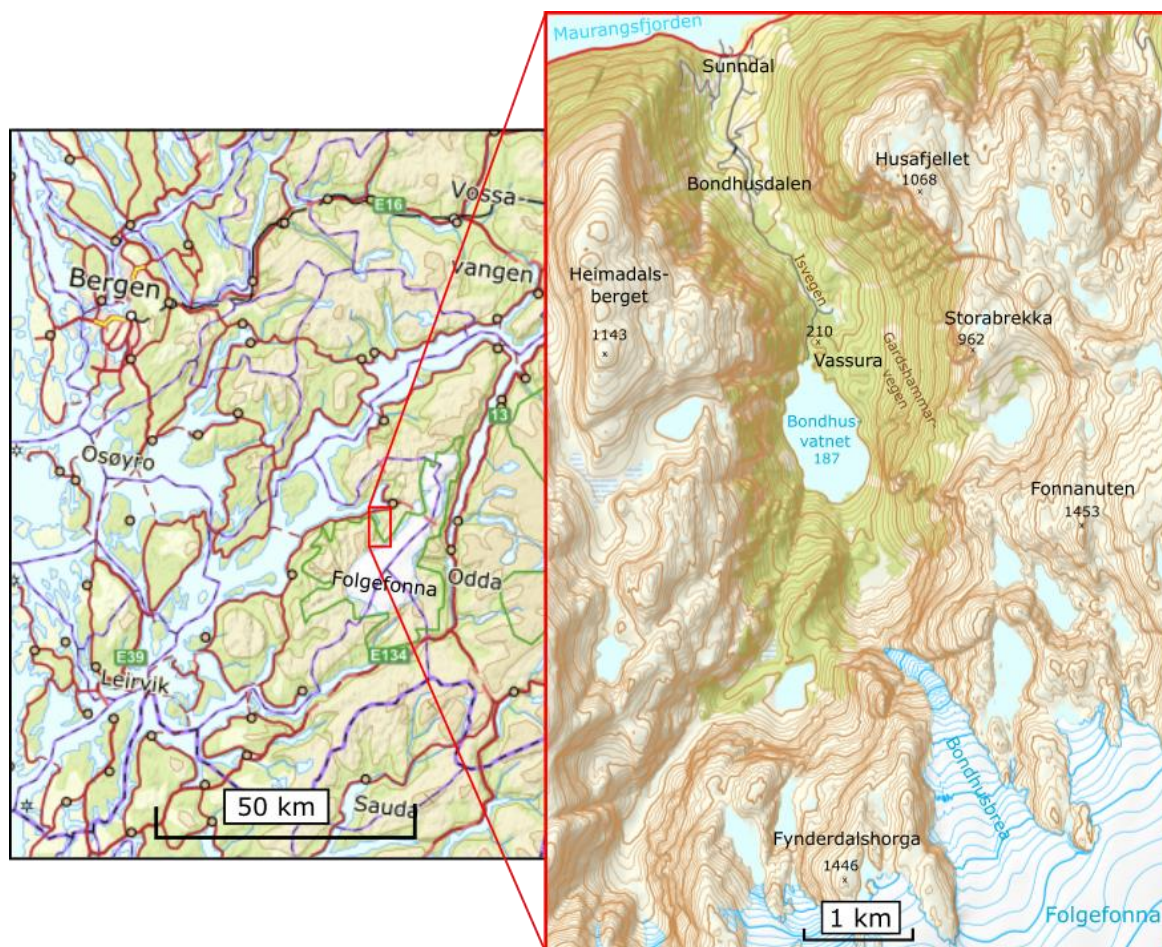 Vossa-
E16
vangen
Bergen
13
Osøyro
Folgefonna
Odda
E134
E39
Leirvik
50 km
Sauda
Maurangsfjorden
Sunndal
Husafjellet
1068
Bondhusdalen
Isvegen
Heimadals-
berget
1143
210
Storabrekka
962
Vassura
Gardshammar-
vegen
Bondhus-
vatnet
187
Fonnanuten
1453
Bondhusbrea
Fynderdalshorga
1446
1 km
Folgefonna